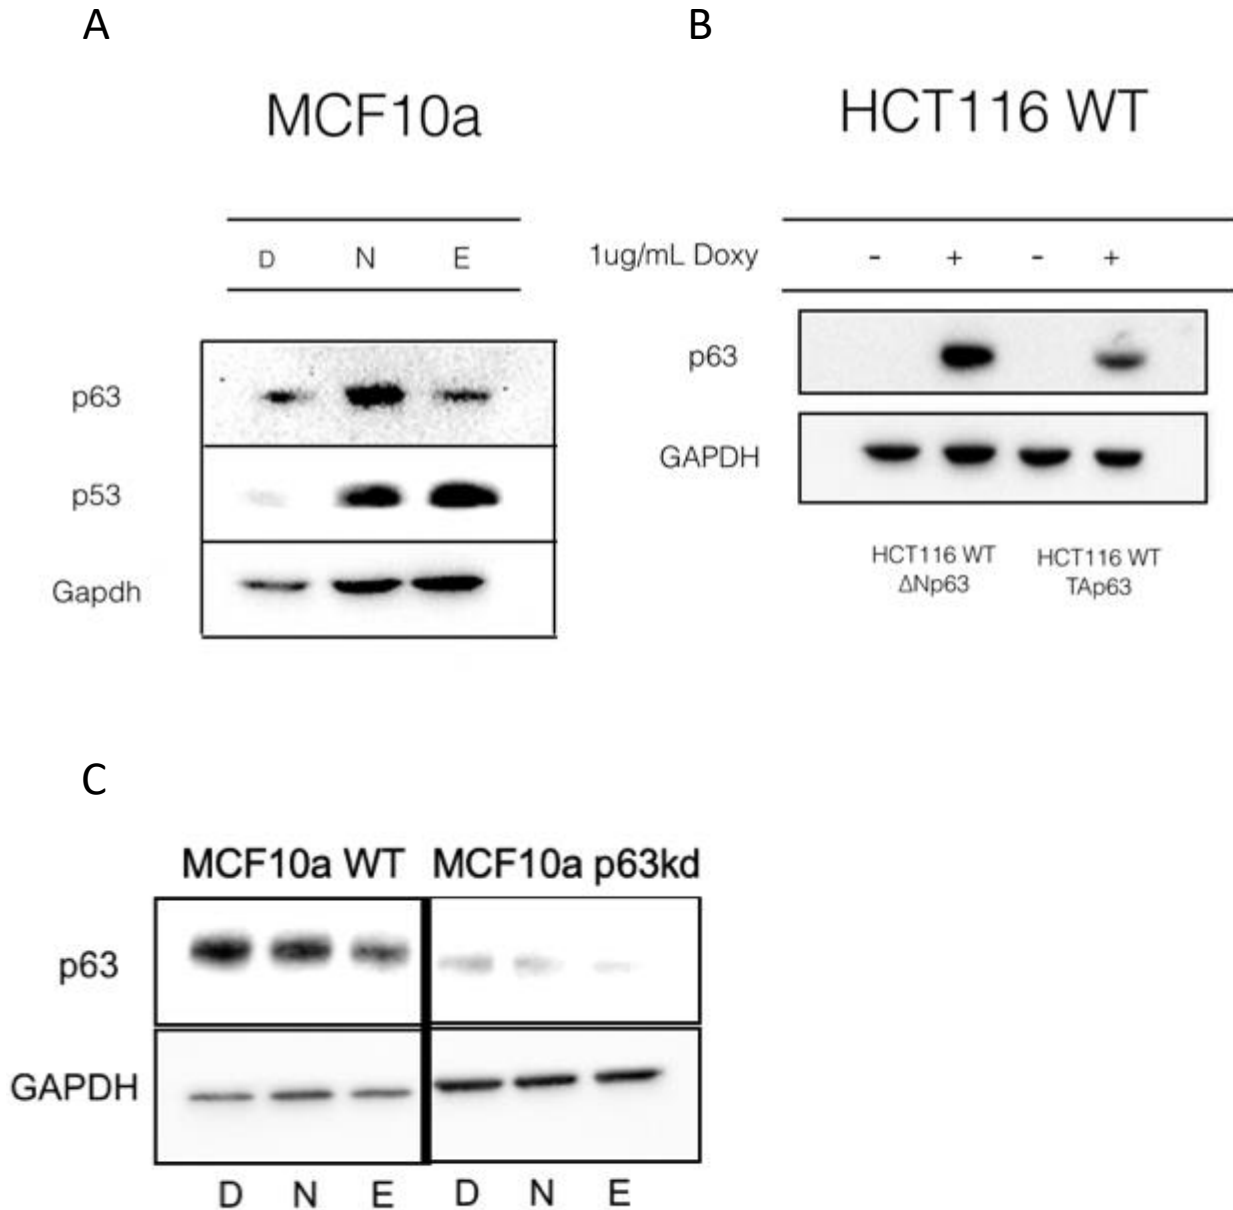 A
MCF10a
D N E
p63
p53
Gapdh
B
HCT116 WT
1ug/mL Doxy - + - +
p63
GAPDH
HCT116 WT HCT116 WT
ΔNp63 TAp63
C
MCF10a WT MCF10a p63kd
p63
GAPDH
D N E D N E